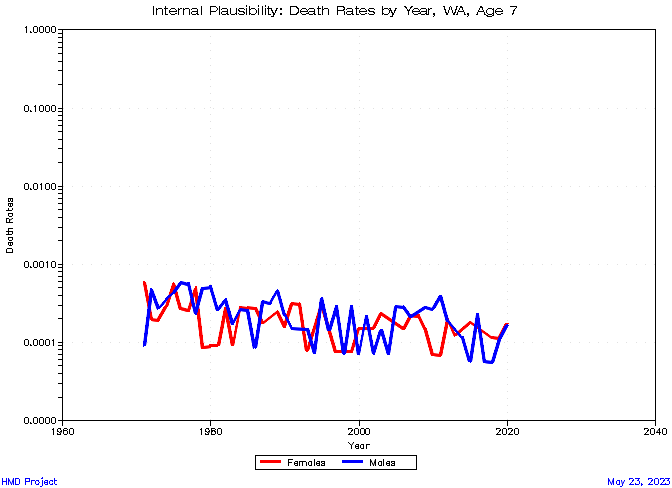 Internal Plausibility: Death Rates by Year, WA, Age 7
1.0000
0.1000
0.0100
0.0010
0.0001
0.0000
Death Rates
1960
1980
2000
2020
2040
Year
Females Males
HMD Project
May 23, 2023